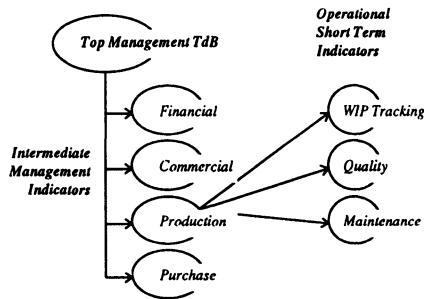 Operational
Short Term
Indicators
Top Management TdB
Financial
WIP Tracking
Intermediate
Management
Indicators
Commercial
Quality
Production
Maintenance
Purchase